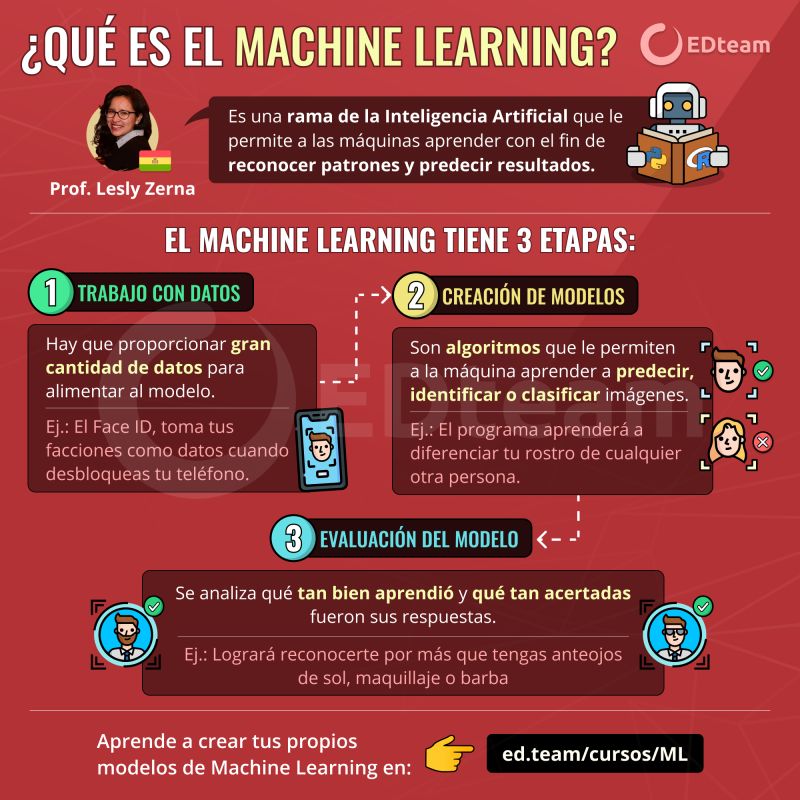 ¿QUÉ ES EL MACHINE LEARNING?
EDteam
Es una rama de la Inteligencia Artificial que le
permite a las máquinas aprender con el fin de
reconocer patrones y predecir resultados.
Prof. Lesly Zerna
R
EL MACHINE LEARNING TIENE 3 ETAPAS:
1 TRABAJO CON DATOS
Hay que proporcionar gran
cantidad de datos para
alimentar al modelo.
Ej.: El Face ID, toma tus
facciones como datos cuando
desbloqueas tu teléfono.
2 CREACIÓN DE MODELOS
Son algoritmos que le permiten
a la máquina aprender a predecir,
identificar o clasificar imágenes.
Ej.: El programa aprenderá a
diferenciar tu rostro de cualquier
otra persona.
EDteam
3 EVALUACIÓN DEL MODELO
Se analiza qué tan bien aprendió y qué tan acertadas
fueron sus respuestas.
Ej.: Logrará reconocerte por más que tengas anteojos
de sol, maquillaje o barba
Aprende a crear tus propios
modelos de Machine Learning en:
ed.team/cursos/ML